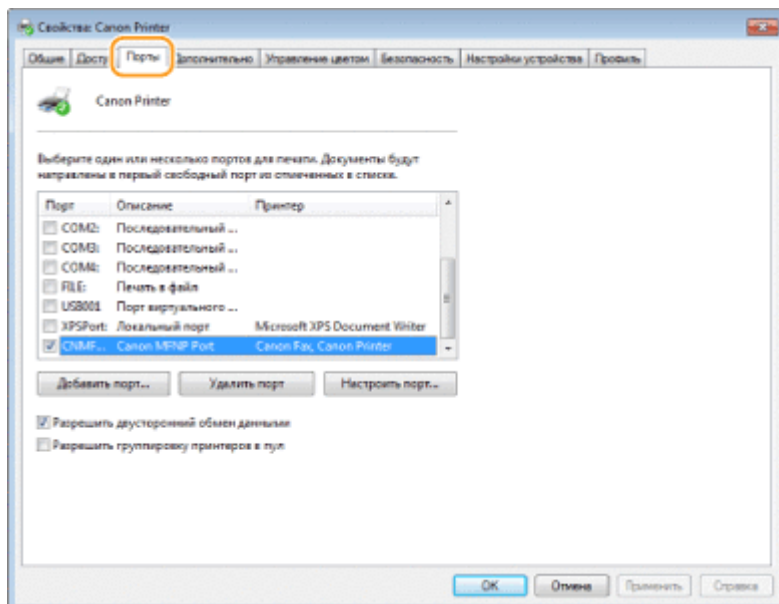 Свойства: Canon Printer
Общие Досту Порты Дополнительно Управление цветом Безопасность Настройки устройства Профиль
Canon Printer
Выберите один или несколько портов для печати. Документы будут
направлены в первый свободный порт из отмеченных в списке.
Порт Описание Принтер
COM2: Последовательный ...
COM3: Последовательный ...
COM4: Последовательный ...
FILE: Печать в файл
USB001 Порт виртуального ...
XPSPort: Локальный порт Microsoft XPS Document Writer
CNMF... Canon MFNP Port Canon Fax, Canon Printer
Добавить порт... Удалить порт Настроить порт...
Разрешить двусторонний обмен данными
Разрешить группировку принтеров в пул
OK Отмена Применить Справка